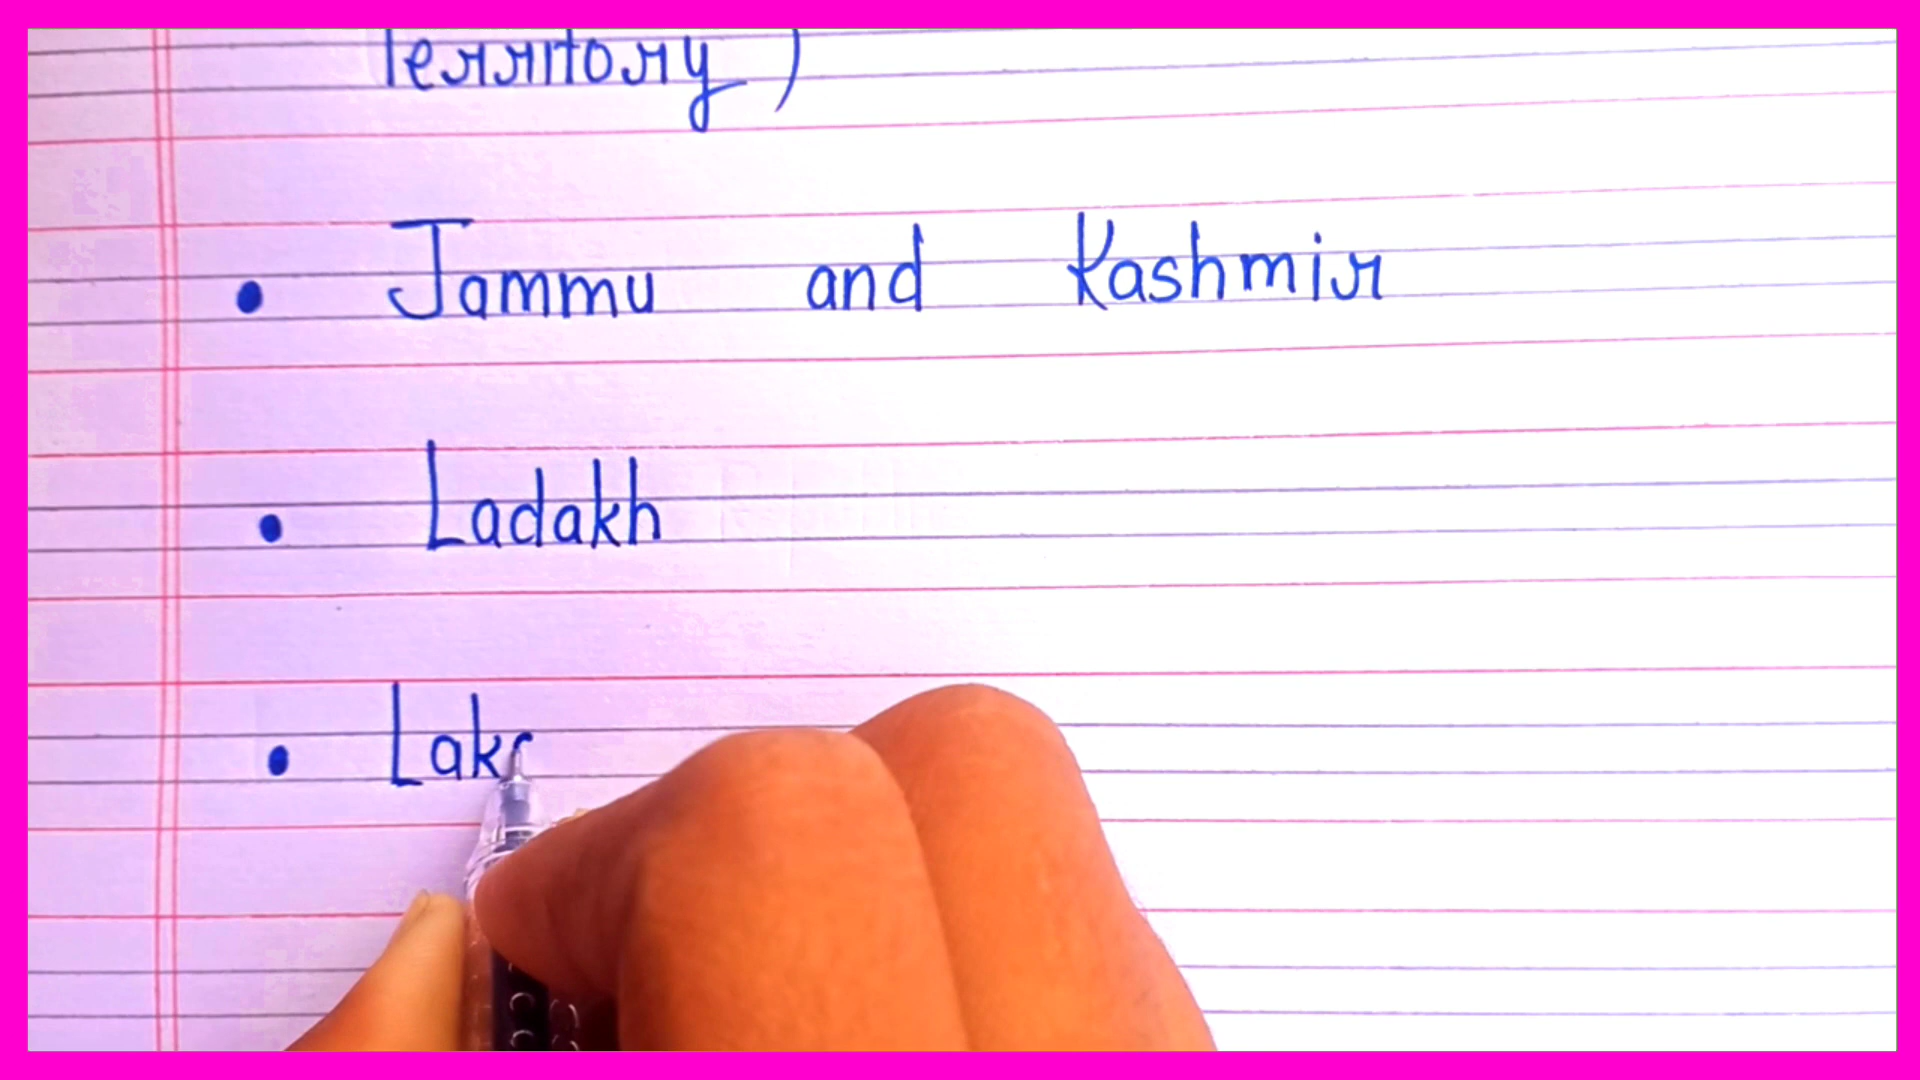 Territory )
• Jammu and Kashmir
• Ladakh
• Lak